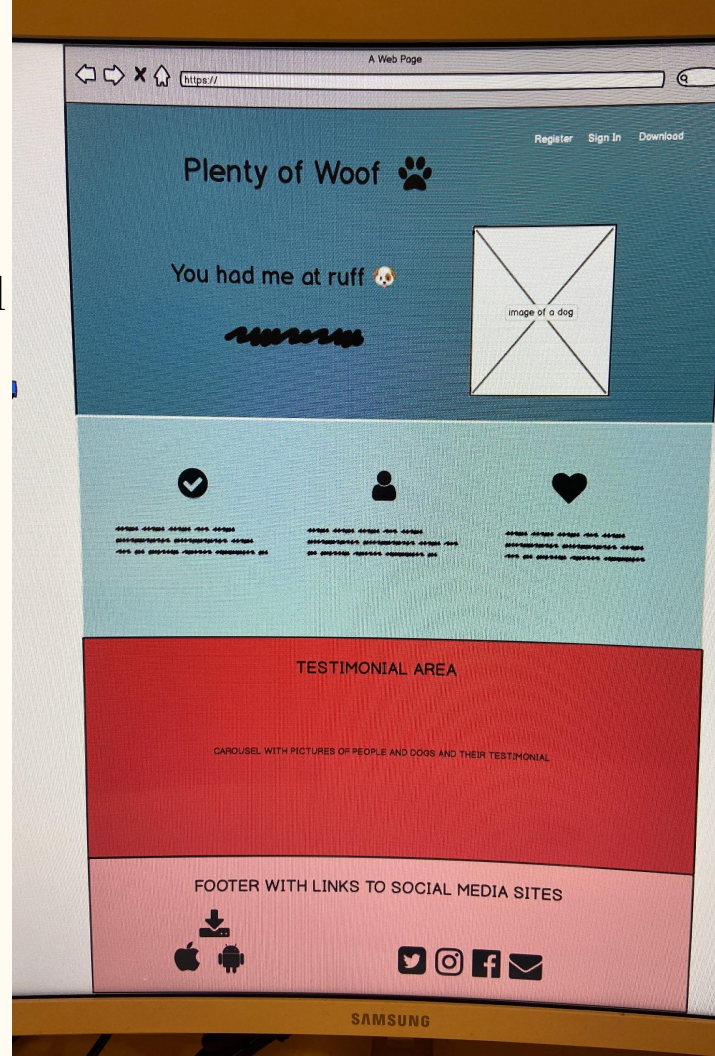 A Web Page
https://
Register Sign In Download
Plenty of Woof
You had me at ruff
image of a dog
TESTIMONIAL AREA
CAROUSEL WITH PICTURES OF PEOPLE AND DOGS AND THEIR TESTIMONIAL
FOOTER WITH LINKS TO SOCIAL MEDIA SITES
SAMSUNG